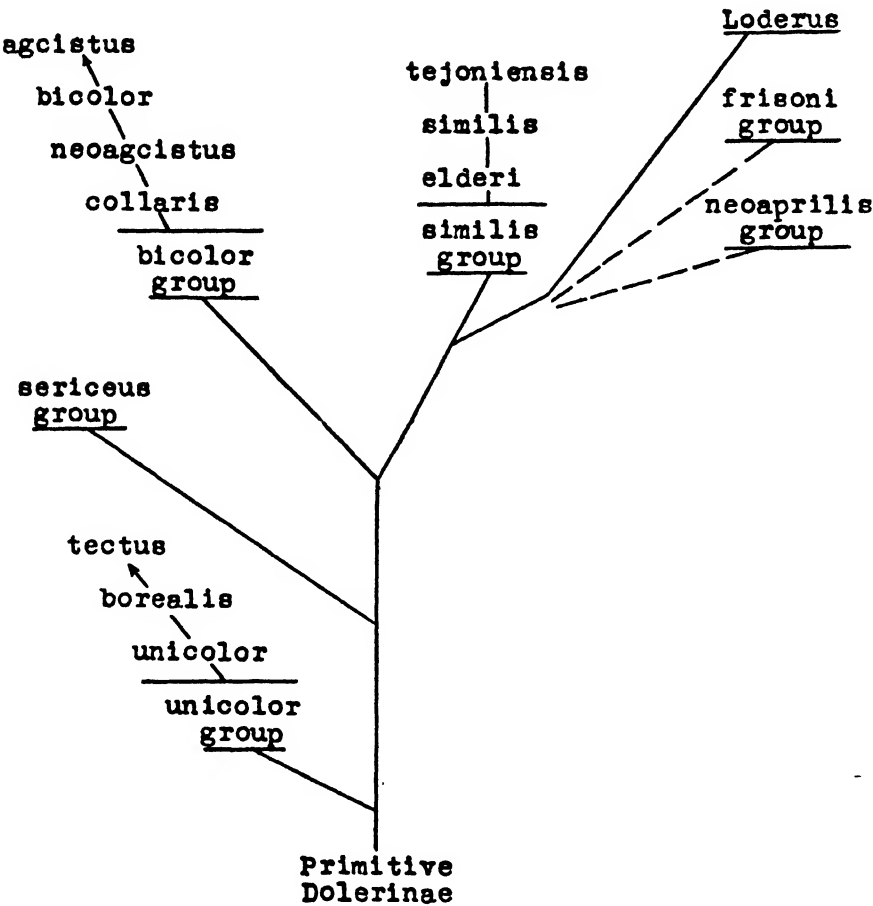 Loderus
agcistus
bicolor
neoagcistus
collaris
bicolor
group
tejoniensis
similis
elderi
similis
group
frisoni
group
neoaprilis
group
sericeus
group
tectus
borealis
unicolor
unicolor
group
Primitive
Dolerinae